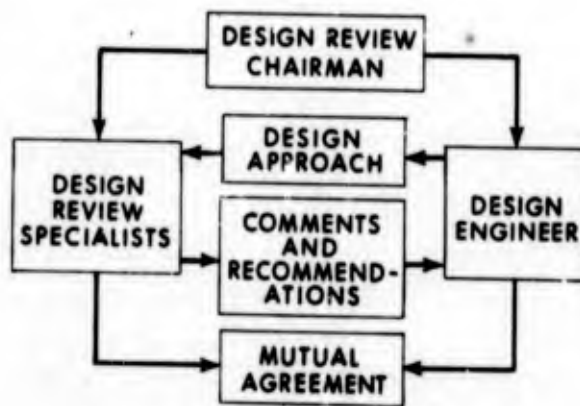 DESIGN REVIEW
CHAIRMAN
DESIGN
APPROACH
DESIGN
REVIEW
SPECIALISTS
COMMENTS
AND
RECOMMEND-
ATIONS
DESIGN
ENGINEER
MUTUAL
AGREEMENT